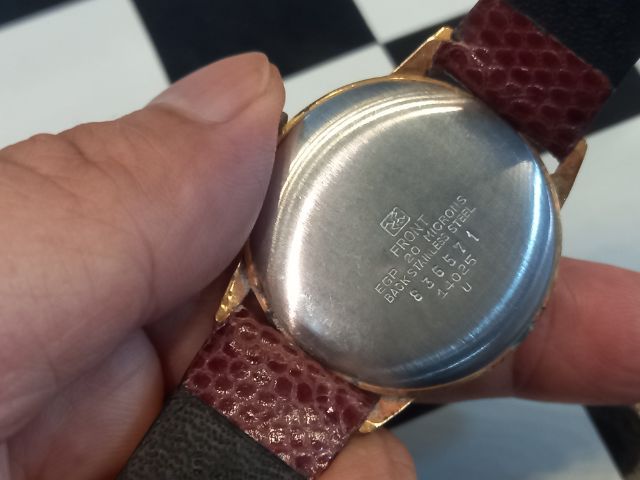 FRONT
EGP 20 MICRONS
BACK STAINLESS STEEL
636571
14025
U